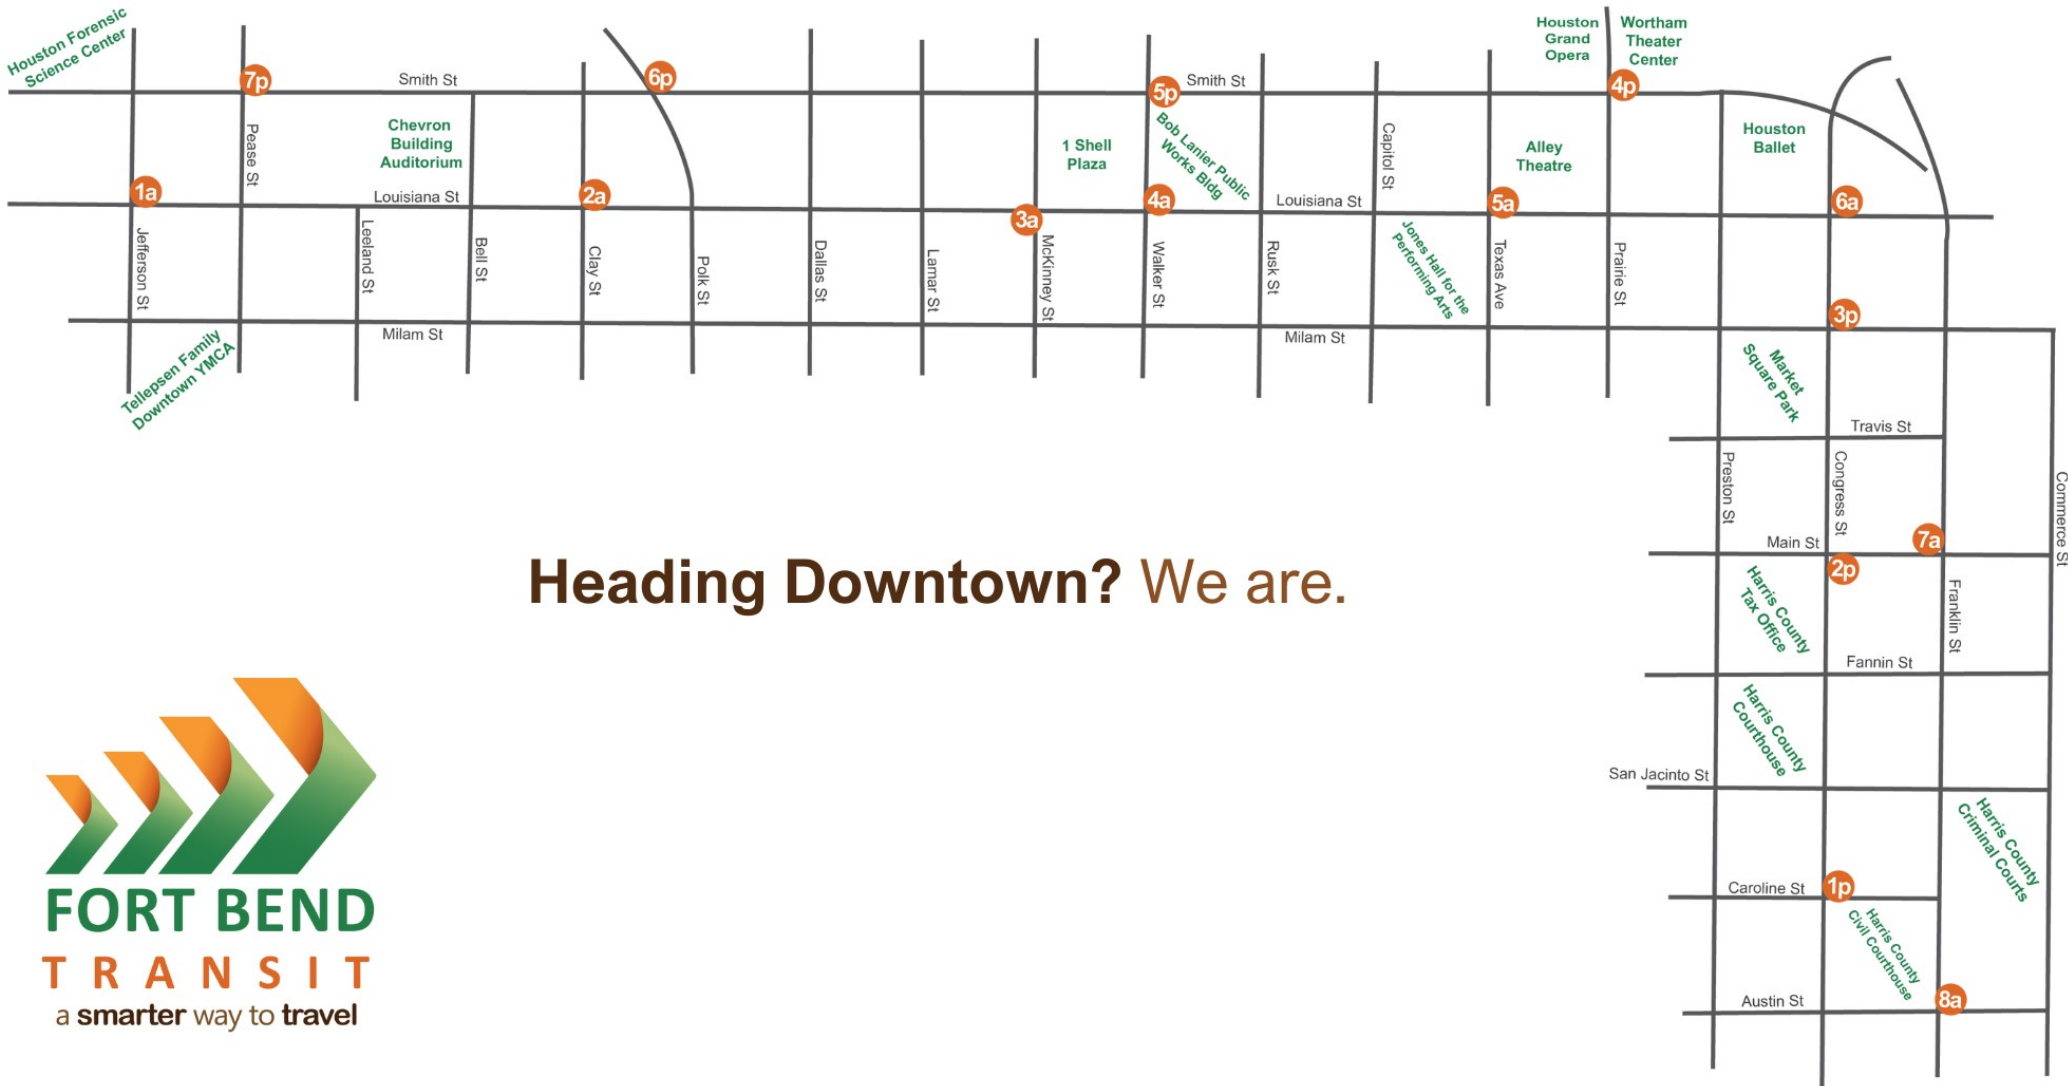 Houston Forensic
Science Center
Houston
Grand
Opera
Wortham
Theater
Center
7p
Smith St
6p
5p
Smith St
4p
Pease St
Chevron
Building
Auditorium
1 Shell
Plaza
Bob Lanier Public
Works Bldg
Capitol St
Alley
Theatre
Houston
Ballet
1a
Louisiana St
2a
3a
4a
Louisiana St
5a
6a
Jefferson St
Leeland St
Bell St
Clay St
Polk St
Dallas St
Lamar St
McKinney St
Walker St
Rusk St
Jones Hall for the
Performing Arts
Texas Ave
Prairie St
3p
Milam St
Milam St
Tellepsen Family
Downtown YMCA
Market
Square Park
Travis St
Preston St
Congress St
Commerce St
Main St
7a
2p
Heading Downtown? We are.
Harris County
Tax Office
Franklin St
Fannin St
Harris County
Courthouse
San Jacinto St
Harris County
Criminal Courts
Caroline St
1p
Harris County
Civil Courthouse
Austin St
8a
FORT BEND
TRANSIT
a smarter way to travel